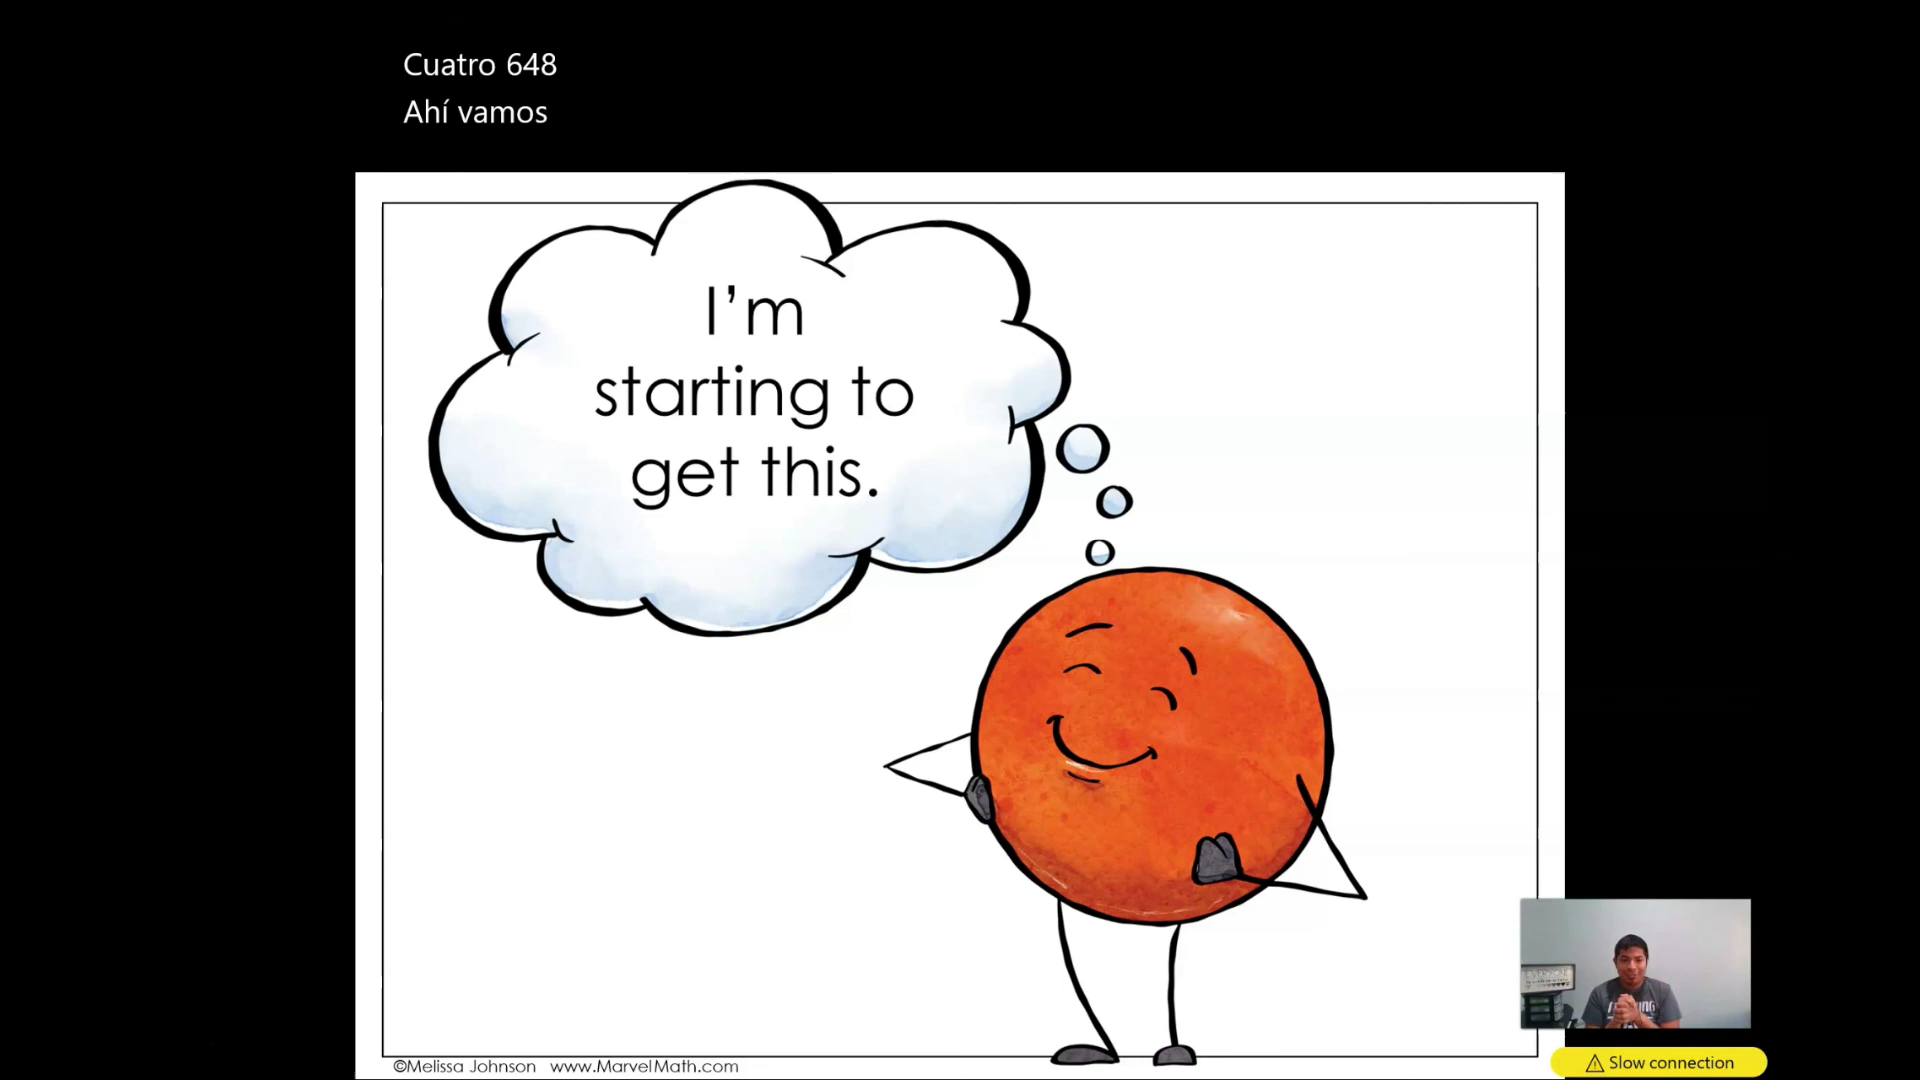 Cuatro 648
Ahí vamos
I'm
starting to
get this.
©Melissa Johnson www.MarvelMath.com
Slow connection